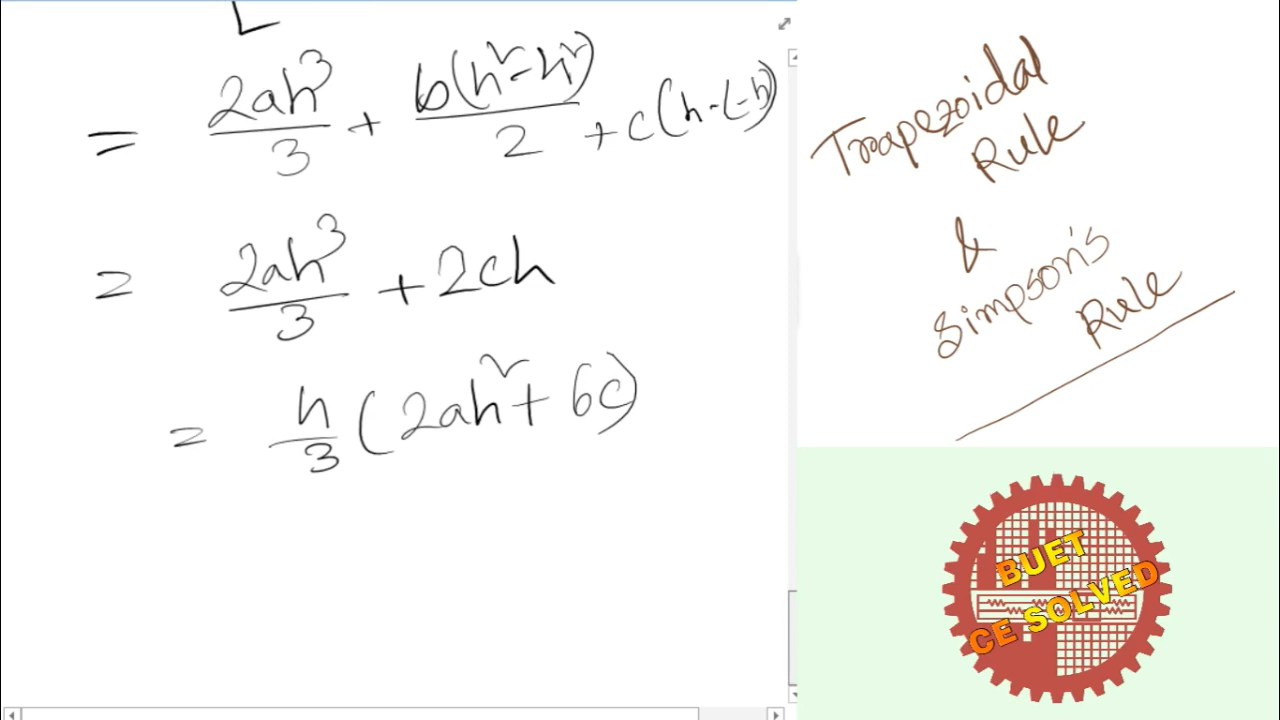 = 2ah³/3 + b(h²-h²)/2 + c(h-(-h)
= 2ah³/3 + 2ch
= h/3 (2ah² + 6c)
Trapezoidal
Rule
&
Simpson's
Rule
BUET
CE SOLVED